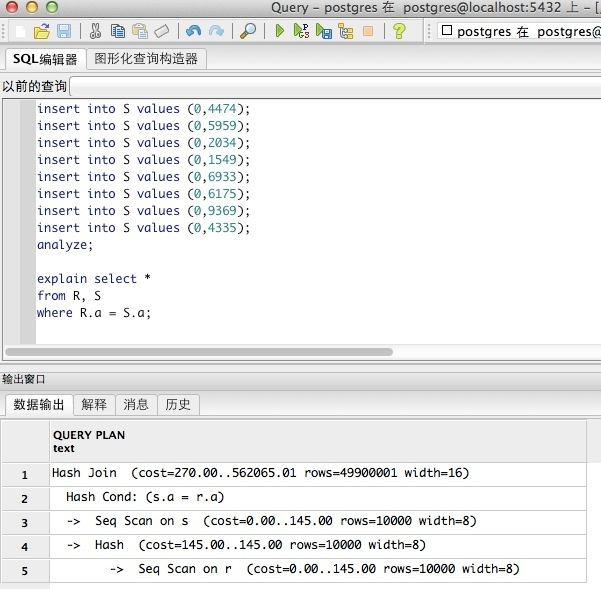 Query – postgres 在 postgres@localhost:5432 上 – [
postgres 在 postgres@
SQL编辑器 图形化查询构造器
以前的查询
insert into S values (0,4474);
insert into S values (0,5959);
insert into S values (0,2034);
insert into S values (0,1549);
insert into S values (0,6933);
insert into S values (0,6175);
insert into S values (0,9369);
insert into S values (0,4335);
analyze;
explain select *
from R, S
where R.a = S.a;
输出窗口
数据输出 解释 消息 历史
QUERY PLAN
text
1 Hash Join  (cost=270.00..562065.01 rows=49900001 width=16)
2 Hash Cond: (s.a = r.a)
3 ->  Seq Scan on s  (cost=0.00..145.00 rows=10000 width=8)
4 ->  Hash  (cost=145.00..145.00 rows=10000 width=8)
5 ->  Seq Scan on r  (cost=0.00..145.00 rows=10000 width=8)